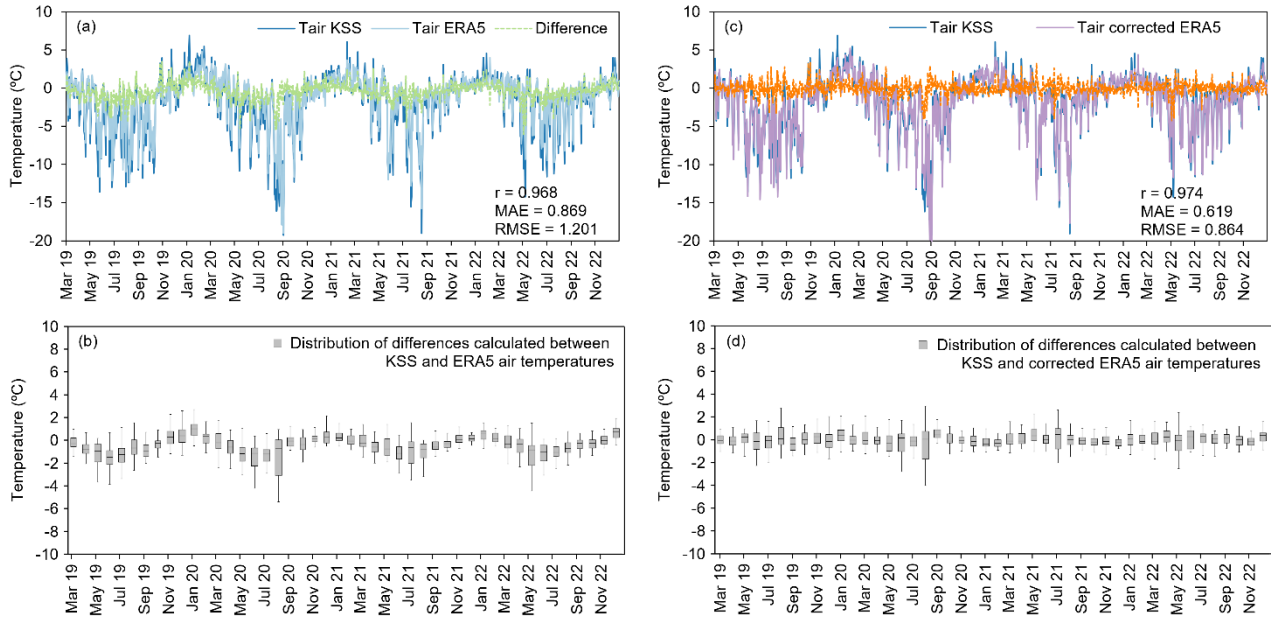 (a)
Tair KSS
Tair ERA5
Difference
Temperature (ºC)
10
5
0
-5
-10
-15
-20
r = 0.968
MAE = 0.869
RMSE = 1.201
Mar 19
May 19
Jul 19
Sep 19
Nov 19
Jan 20
Mar 20
May 20
Jul 20
Sep 20
Nov 20
Jan 21
Mar 21
May 21
Jul 21
Sep 21
Nov 21
Jan 22
Mar 22
May 22
Jul 22
Sep 22
Nov 22
(c)
Tair KSS
Tair corrected ERA5
Temperature (ºC)
10
5
0
-5
-10
-15
-20
r = 0.974
MAE = 0.619
RMSE = 0.864
Mar 19
May 19
Jul 19
Sep 19
Nov 19
Jan 20
Mar 20
May 20
Jul 20
Sep 20
Nov 20
Jan 21
Mar 21
May 21
Jul 21
Sep 21
Nov 21
Jan 22
Mar 22
May 22
Jul 22
Sep 22
Nov 22
(b)
Distribution of differences calculated between
KSS and ERA5 air temperatures
Temperature (ºC)
10
8
6
4
2
0
-2
-4
-6
-8
-10
Mar 19
May 19
Jul 19
Sep 19
Nov 19
Jan 20
Mar 20
May 20
Jul 20
Sep 20
Nov 20
Jan 21
Mar 21
May 21
Jul 21
Sep 21
Nov 21
Jan 22
Mar 22
May 22
Jul 22
Sep 22
Nov 22
(d)
Distribution of differences calculated between
KSS and corrected ERA5 air temperatures
Temperature (ºC)
10
8
6
4
2
0
-2
-4
-6
-8
-10
Mar 19
May 19
Jul 19
Sep 19
Nov 19
Jan 20
Mar 20
May 20
Jul 20
Sep 20
Nov 20
Jan 21
Mar 21
May 21
Jul 21
Sep 21
Nov 21
Jan 22
Mar 22
May 22
Jul 22
Sep 22
Nov 22